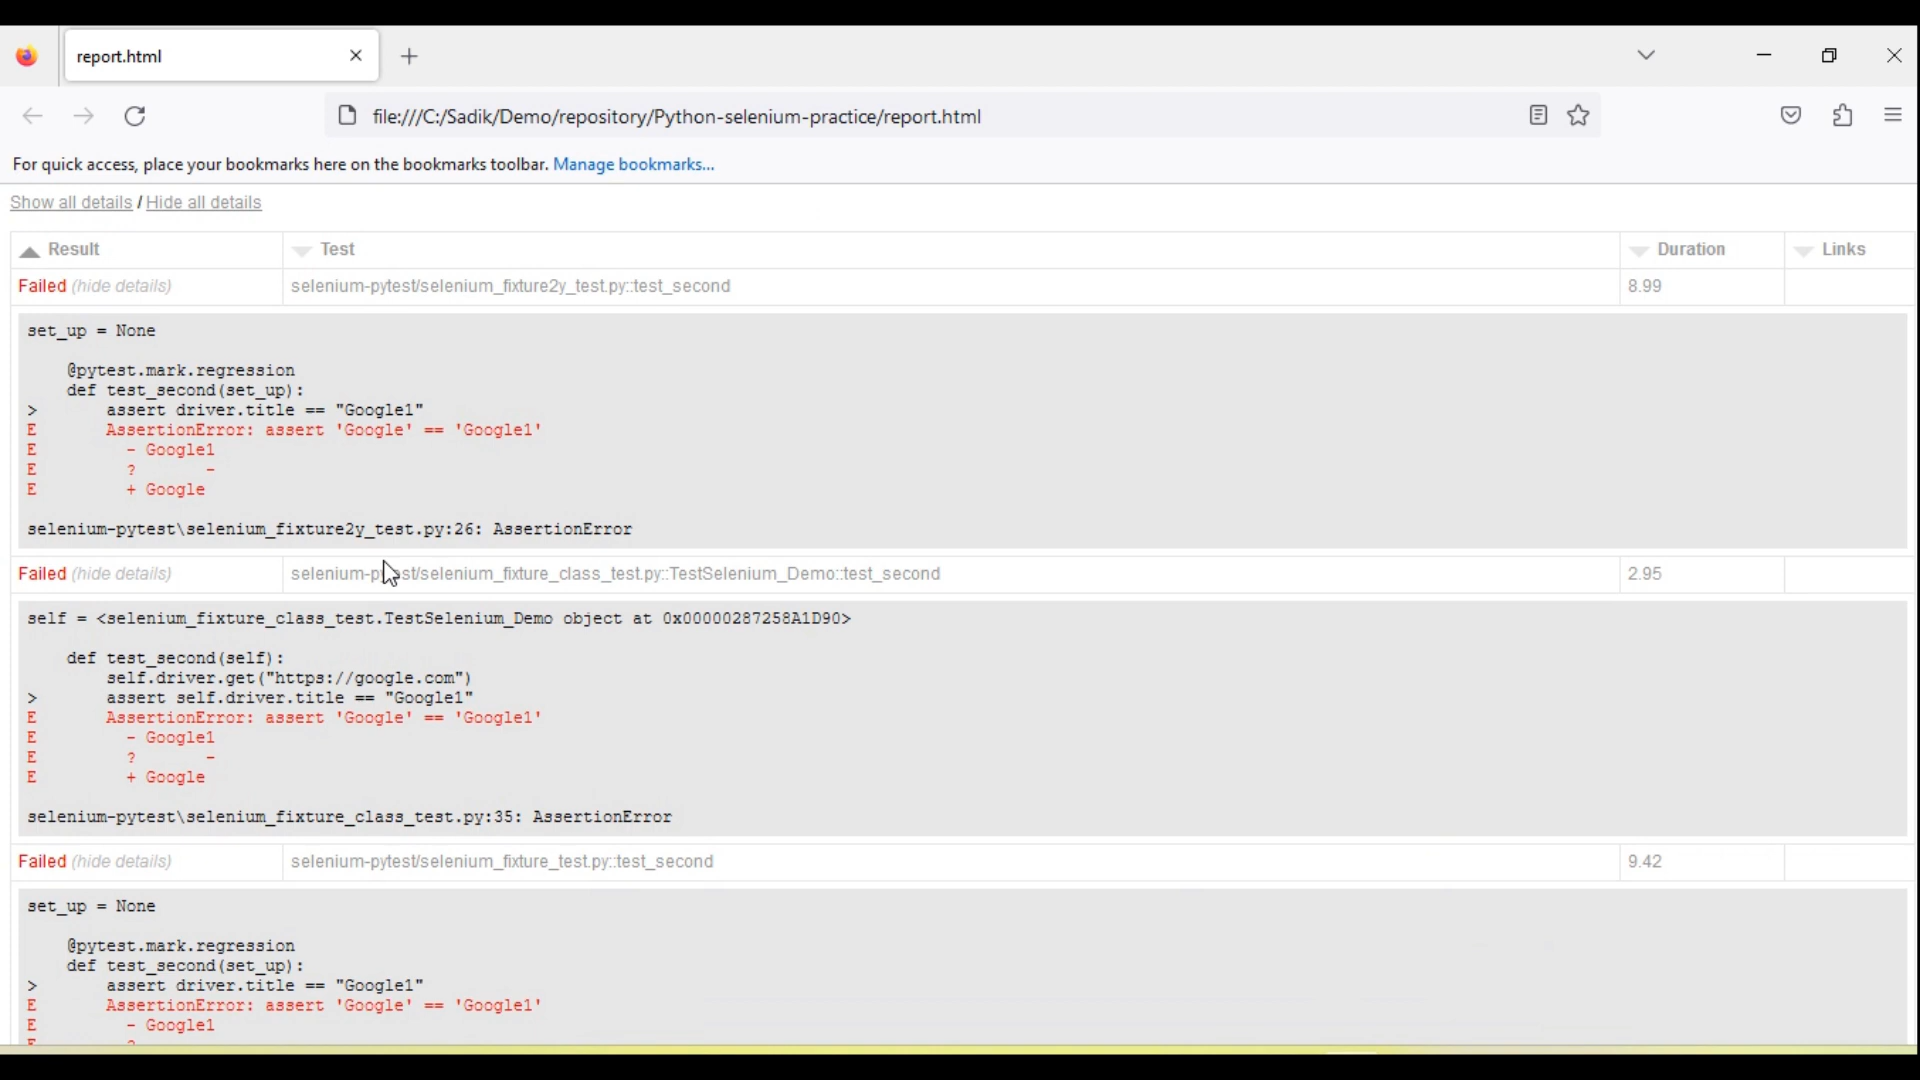 report.html
file:///C:/Sadik/Demo/repository/Python-selenium-practice/report.html
For quick access, place your bookmarks here on the bookmarks toolbar. Manage bookmarks...
Show all details / Hide all details
Result Test Duration Links
Failed (hide details) selenium-pytest/selenium_fixture2y_test.py::test_second 8.99
set_up = None
@pytest.mark.regression
def test_second(set_up):
> assert driver.title == "Google1"
E AssertionError: assert 'Google' == 'Google1'
E - Google1
E ? -
E + Google
selenium-pytest\selenium_fixture2y_test.py:26: AssertionError
Failed (hide details) selenium-pytest/selenium_fixture_class_test.py::TestSelenium_Demo::test_second 2.95
self = <selenium_fixture_class_test.TestSelenium_Demo object at 0x00000287258A1D90>
def test_second(self):
self.driver.get("https://google.com")
> assert self.driver.title == "Google1"
E AssertionError: assert 'Google' == 'Google1'
E - Google1
E ? -
E + Google
selenium-pytest\selenium_fixture_class_test.py:35: AssertionError
Failed (hide details) selenium-pytest/selenium_fixture_test.py::test_second 9.42
set_up = None
@pytest.mark.regression
def test_second(set_up):
> assert driver.title == "Google1"
E AssertionError: assert 'Google' == 'Google1'
E - Google1